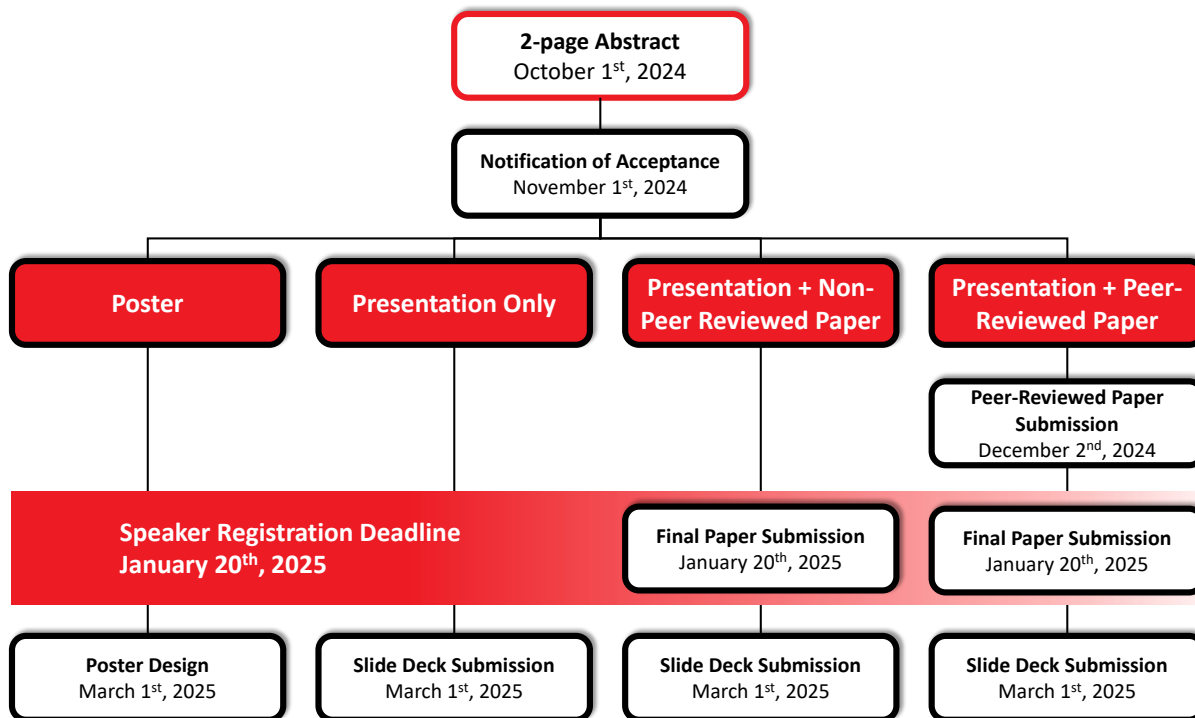 2-page Abstract
October 1st, 2024
Notification of Acceptance
November 1st, 2024
Poster
Presentation Only
Presentation + Non-
Peer Reviewed Paper
Presentation + Peer-
Reviewed Paper
Peer-Reviewed Paper
Submission
December 2nd, 2024
Speaker Registration Deadline
January 20th, 2025
Final Paper Submission
January 20th, 2025
Final Paper Submission
January 20th, 2025
Poster Design
March 1st, 2025
Slide Deck Submission
March 1st, 2025
Slide Deck Submission
March 1st, 2025
Slide Deck Submission
March 1st, 2025